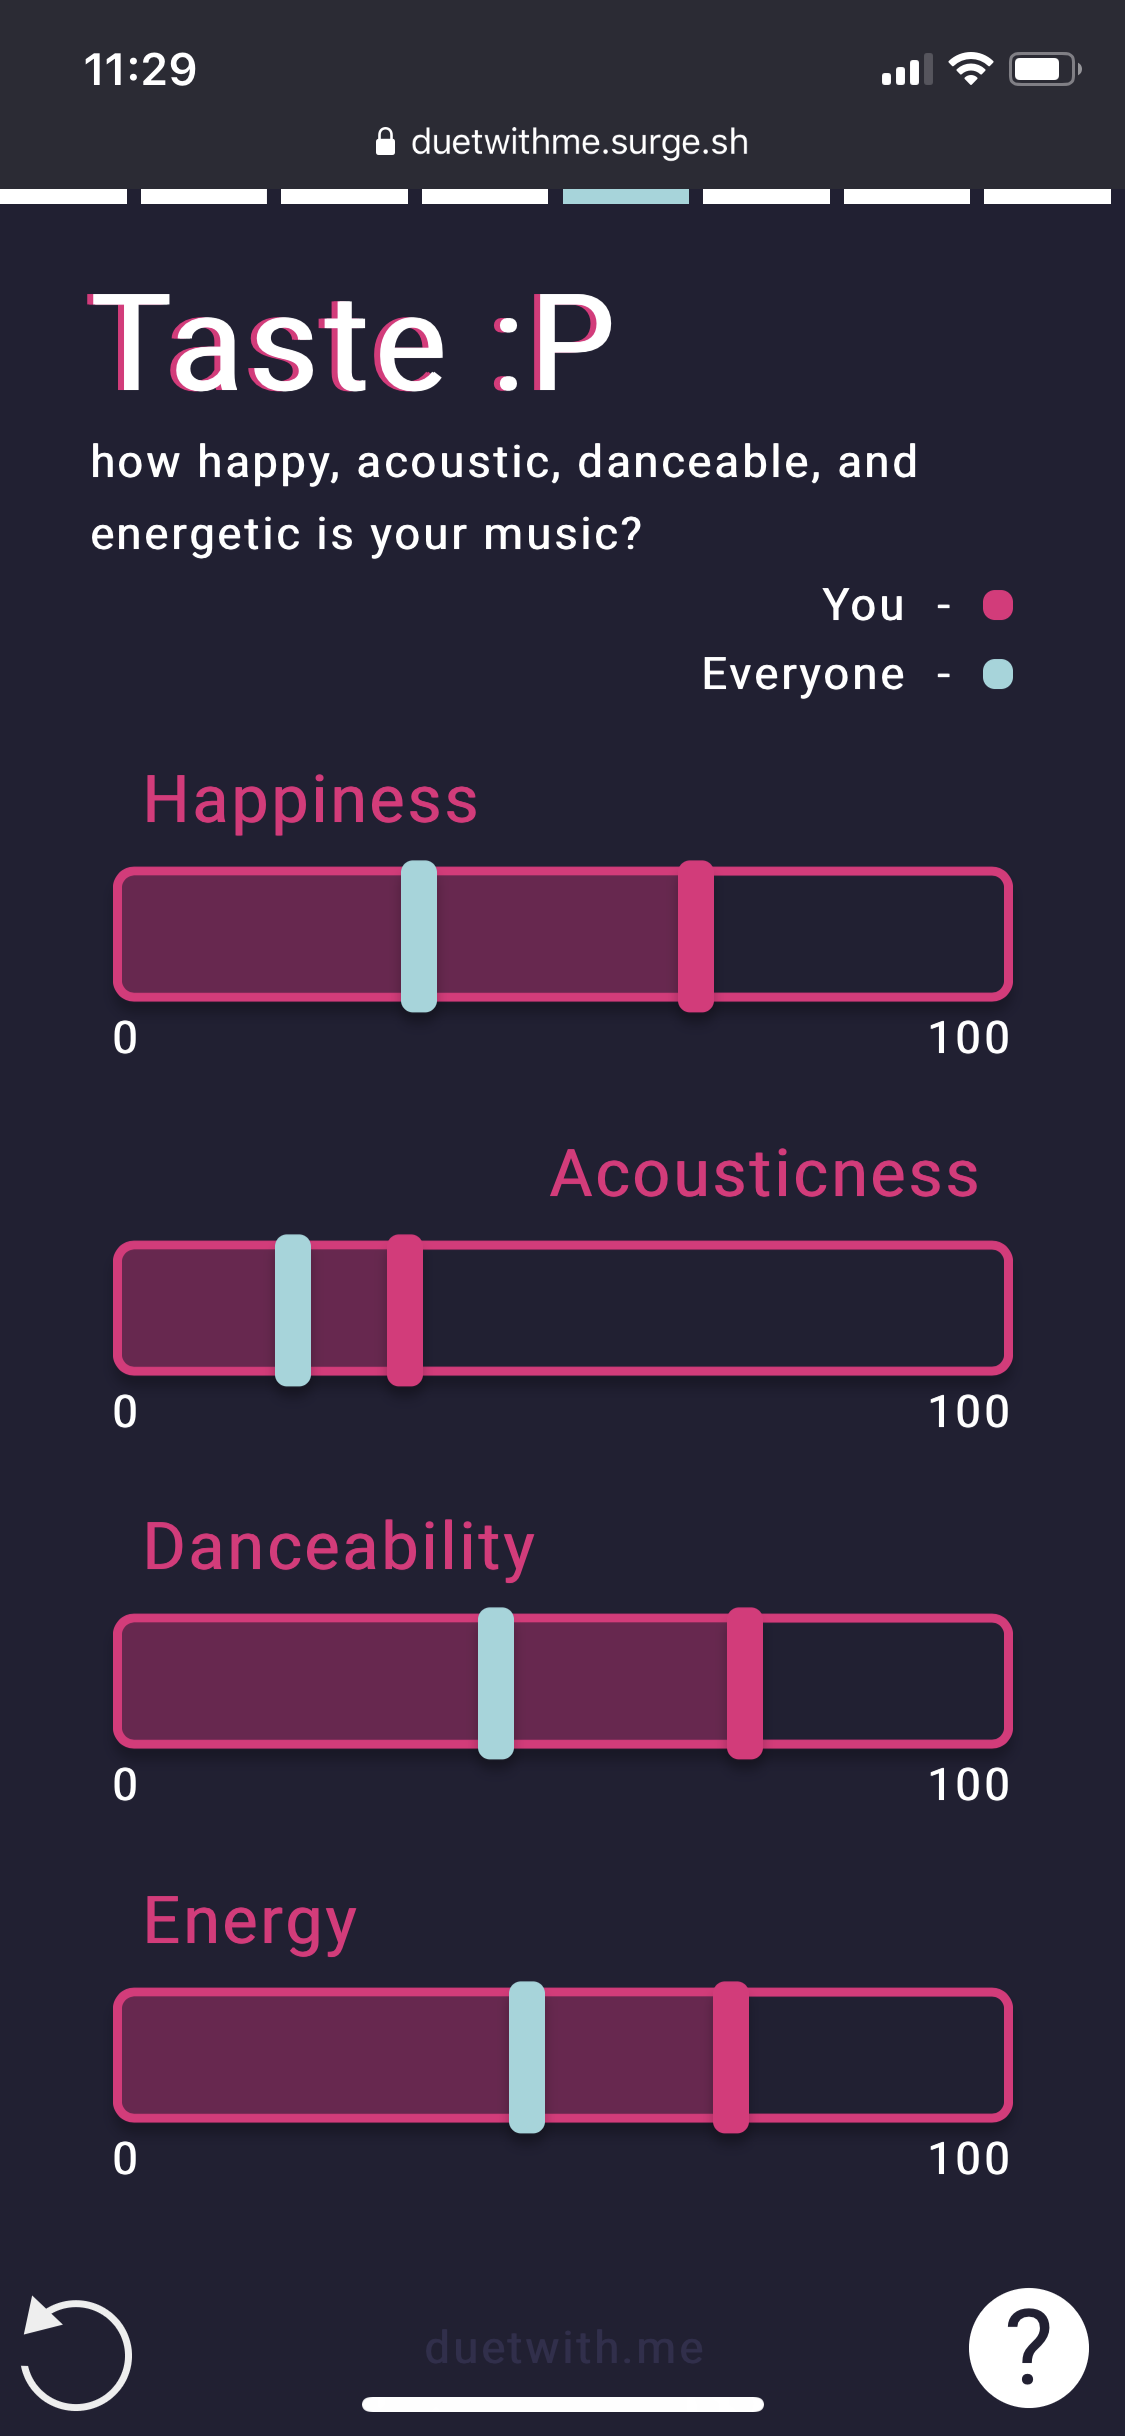 11:29
duetwithme.surge.sh
Taste :P
how happy, acoustic, danceable, and
energetic is your music?
You -
Everyone -
Happiness
0 100
Acousticness
0 100
Danceability
0 100
Energy
0 100
duetwith.me
?